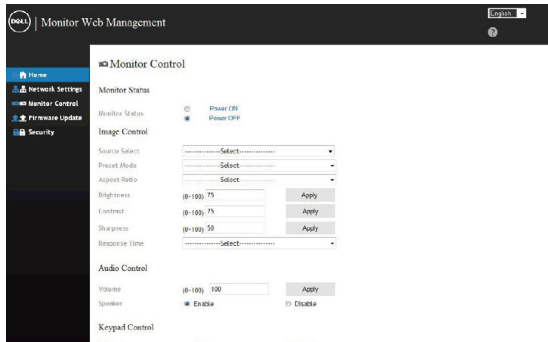 DELL | Monitor Web Management
English
?
Home
Network Settings
Monitor Control
Firmware Update
Security
Monitor Control
Monitor Status
Monitor Status Power ON
Power OFF
Image Control
Source Select ---------------Select---------------
Preset Mode ---------------Select---------------
Aspect Ratio ---------------Select---------------
Brightness (0~100) 75 Apply
Contrast (0~100) 75 Apply
Sharpness (0~100) 50 Apply
Response Time ---------------Select---------------
Audio Control
Volume (0~100) 100 Apply
Speaker Enable Disable
Keypad Control